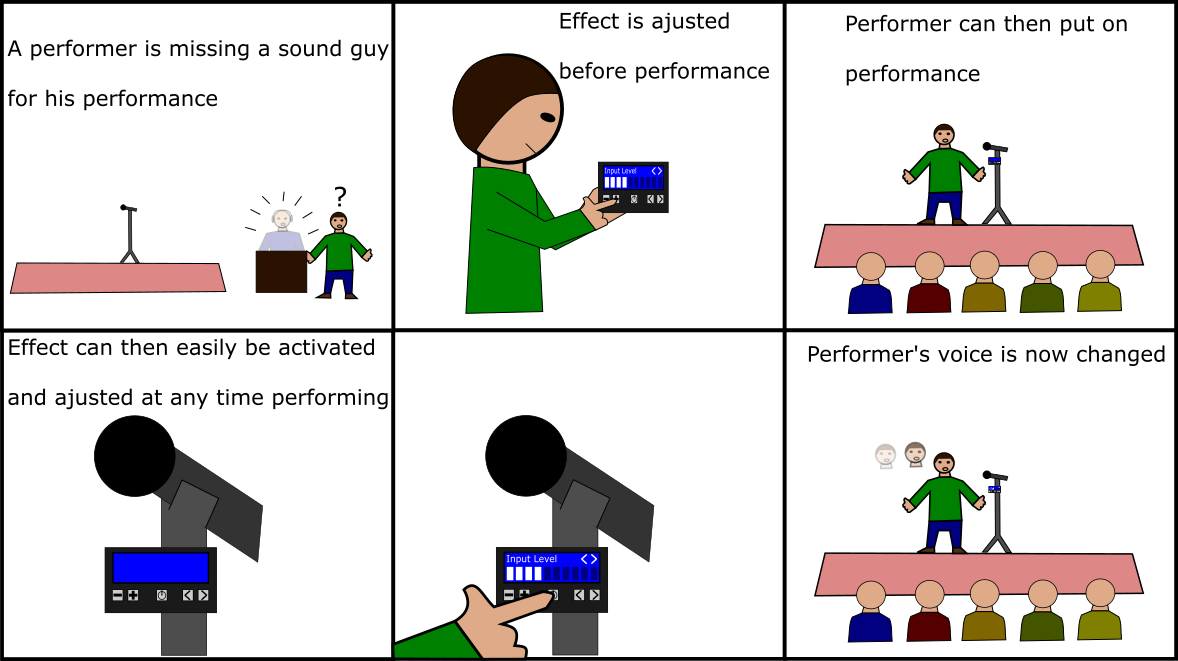 A performer is missing a sound guy
for his performance
?
Effect is ajusted
before performance
Input Level <>
- + < >
Performer can then put on
performance
Effect can then easily be activated
and ajusted at any time performing
- + < >
Input Level <>
- + < >
Performer's voice is now changed